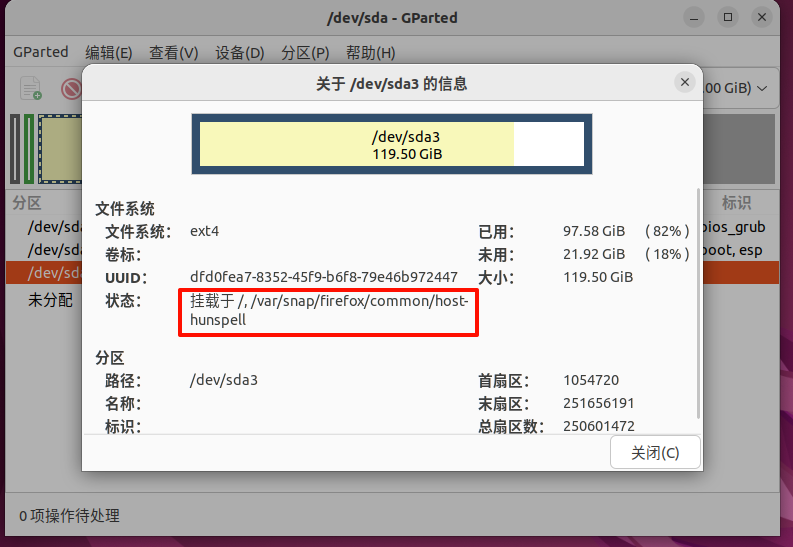 /dev/sda - GParted
GParted 编辑(E) 查看(V) 设备(D) 分区(P) 帮助(H)
关于 /dev/sda3 的信息
.00 GiB)
/dev/sda3
119.50 GiB
分区 标识
文件系统
文件系统： ext4 已用： 97.58 GiB ( 82% )
卷标： 未用： 21.92 GiB ( 18% )
UUID： dfd0fea7-8352-45f9-b6f8-79e46b972447 大小： 119.50 GiB
状态： 挂载于 /, /var/snap/firefox/common/host-
hunspell
/dev/sda bios_grub
/dev/sda boot, esp
/dev/sda
未分配
分区
路径： /dev/sda3 首扇区： 1054720
名称： 末扇区： 251656191
标识： 总扇区数： 250601472
关闭(C)
0 项操作待处理